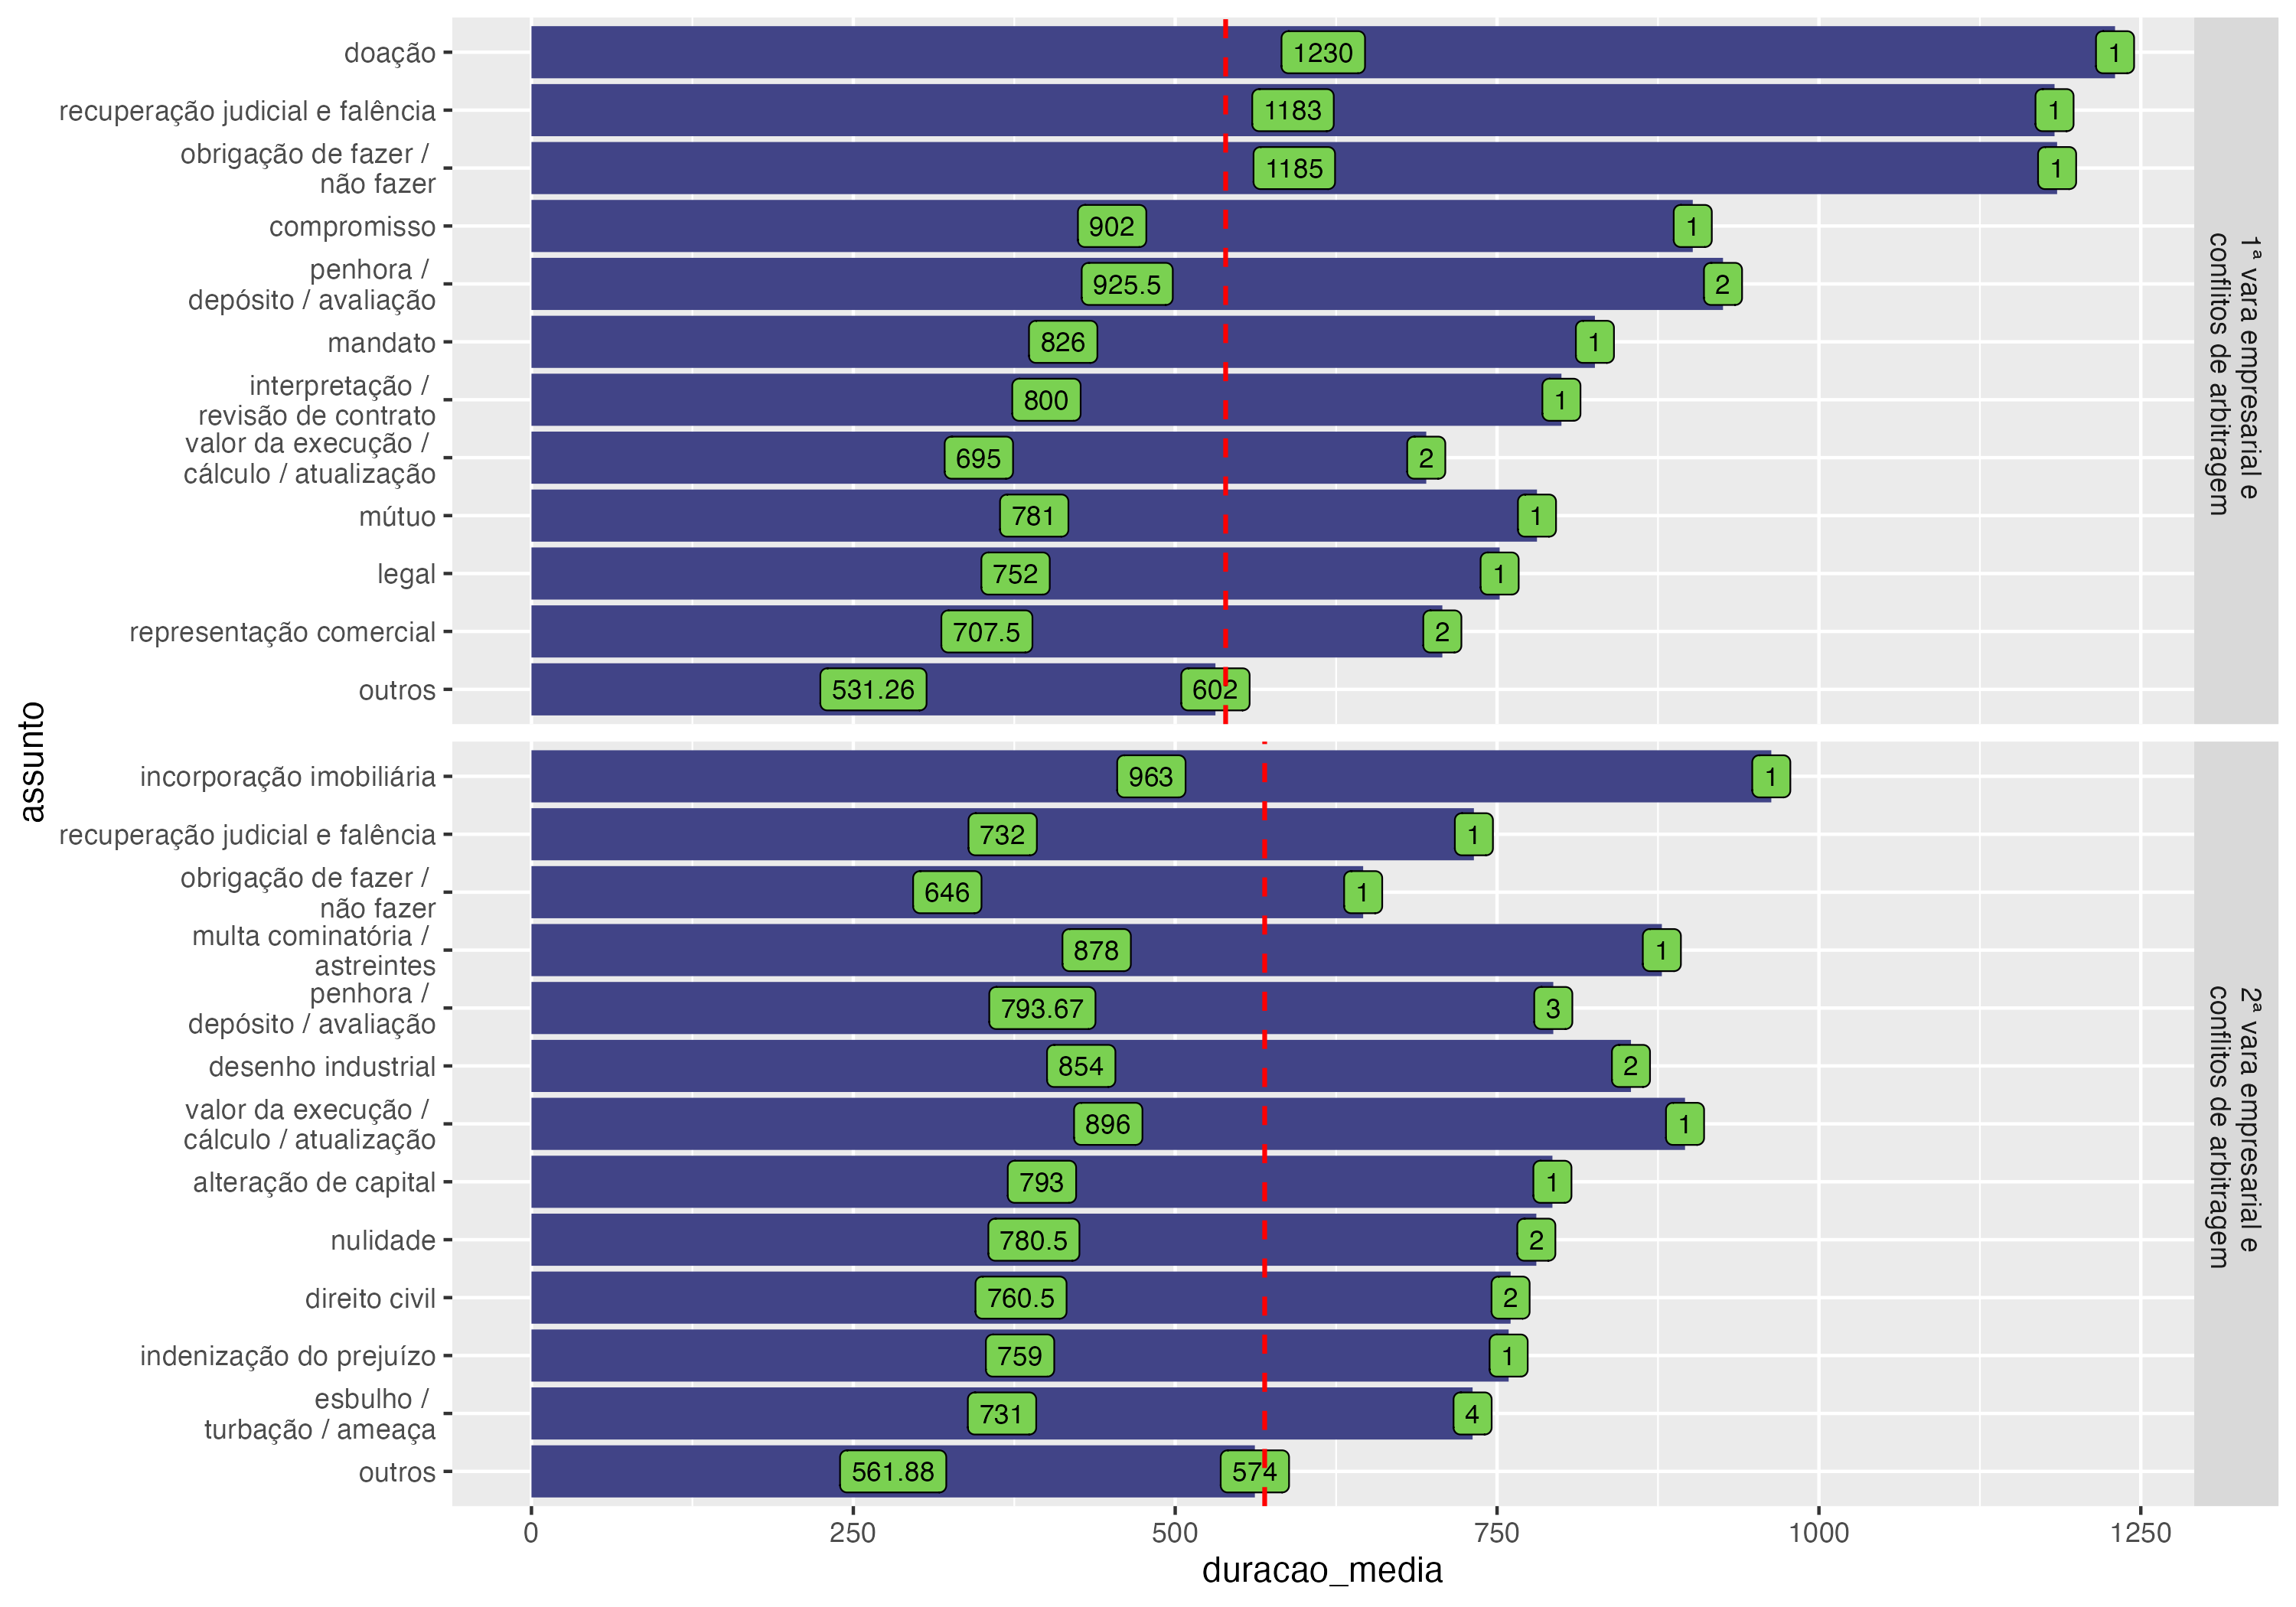 assunto
doação
1230
1
recuperação judicial e falência
1183
1
obrigação de fazer /
não fazer
1185
1
compromisso
902
1
penhora /
depósito / avaliação
925.5
2
mandato
826
1
interpretação /
revisão de contrato
800
1
valor da execução /
cálculo / atualização
695
2
mútuo
781
1
legal
752
1
representação comercial
707.5
2
outros
531.26
602
1ª vara empresarial e
conflitos de arbitragem
incorporação imobiliária
963
1
recuperação judicial e falência
732
1
obrigação de fazer /
não fazer
646
1
multa cominatória /
astreintes
878
1
penhora /
depósito / avaliação
793.67
3
desenho industrial
854
2
valor da execução /
cálculo / atualização
896
1
alteração de capital
793
1
nulidade
780.5
2
direito civil
760.5
2
indenização do prejuízo
759
1
esbulho /
turbação / ameaça
731
4
outros
561.88
574
2ª vara empresarial e
conflitos de arbitragem
0 250 500 750 1000 1250
duracao_media